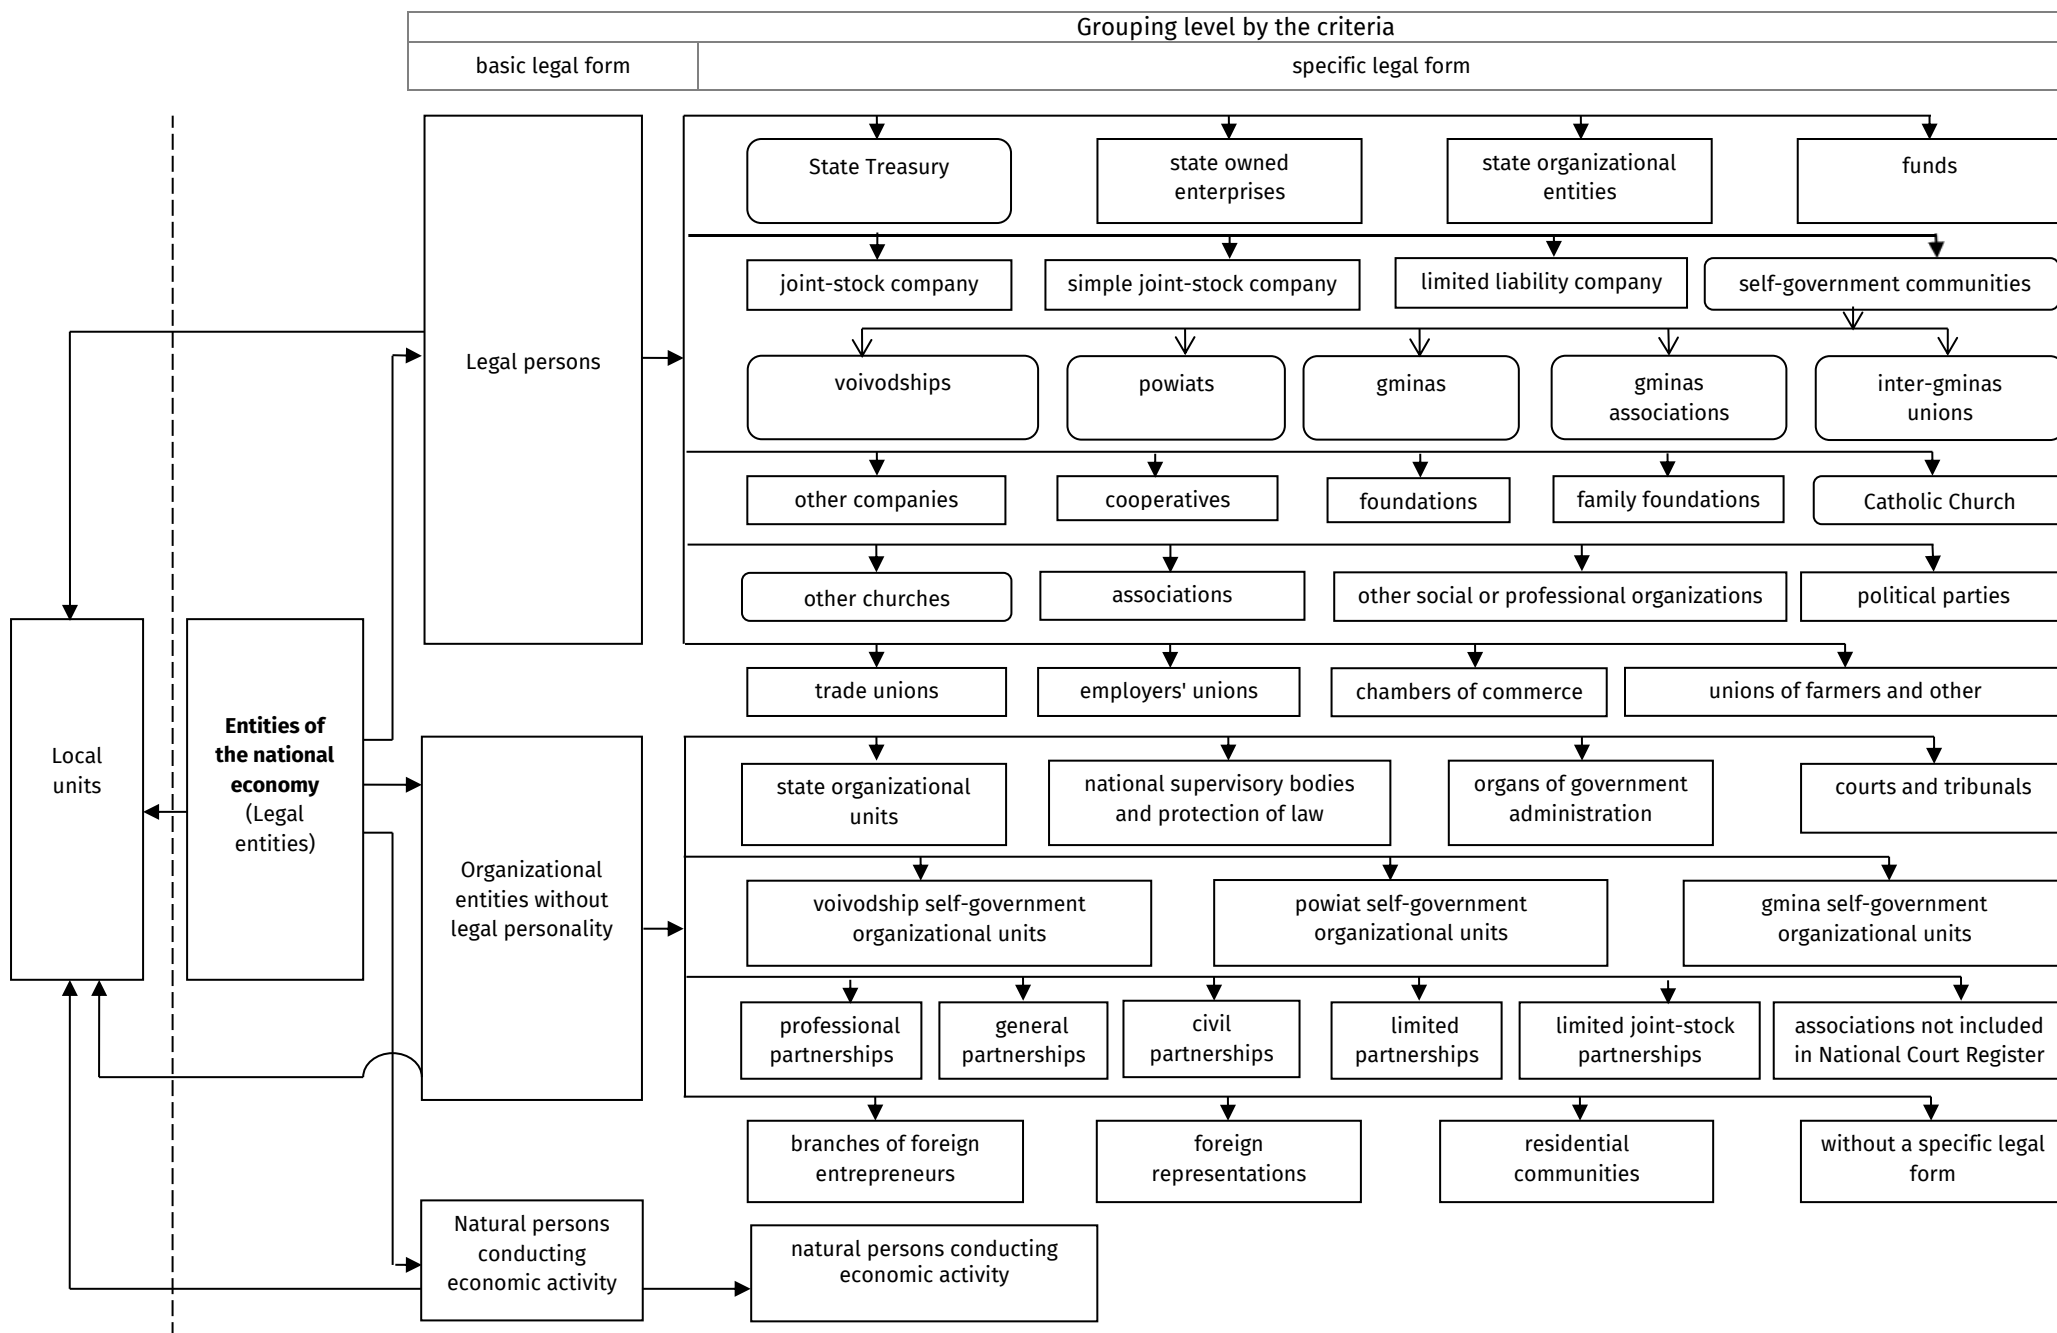 Grouping level by the criteria
basic legal form
specific legal form
Legal persons
State Treasury
state owned
enterprises
state organizational
entities
funds
joint-stock company
simple joint-stock company
limited liability company
self-government communities
voivodships
powiats
gminas
gminas
associations
inter-gminas
unions
other companies
cooperatives
foundations
family foundations
Catholic Church
other churches
associations
other social or professional organizations
political parties
trade unions
employers' unions
chambers of commerce
unions of farmers and other
Local
units
Entities of
the national
economy
(Legal
entities)
Organizational
entities without
legal personality
state organizational
units
national supervisory bodies
and protection of law
organs of government
administration
courts and tribunals
voivodship self-government
organizational units
powiat self-government
organizational units
gmina self-government
organizational units
professional
partnerships
general
partnerships
civil
partnerships
limited
partnerships
limited joint-stock
partnerships
associations not included
in National Court Register
branches of foreign
entrepreneurs
foreign
representations
residential
communities
without a specific legal
form
Natural persons
conducting
economic activity
natural persons conducting
economic activity